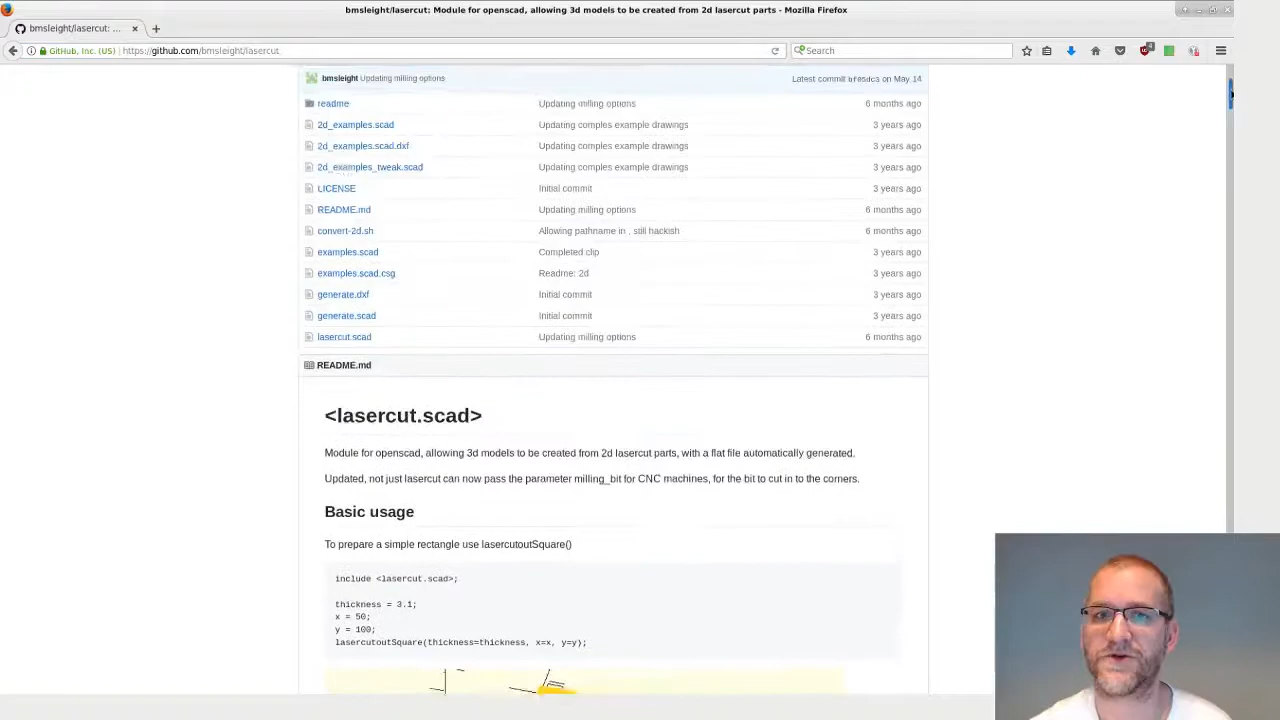 bmsleight/lasercut: Module for openscad, allowing 3d models to be created from 2d lasercut parts - Mozilla Firefox
bmsleight/lasercut: ...
GitHub, Inc. (US) https://github.com/bmsleight/lasercut
Search
4
bmsleight Updating milling options
Latest commit on May 14
readme Updating milling options 6 months ago
2d_examples.scad Updating comples example drawings 3 years ago
2d_examples.scad.dxf Updating comples example drawings 3 years ago
2d_examples_tweak.scad Updating comples example drawings 3 years ago
LICENSE Initial commit 3 years ago
README.md Updating milling options 6 months ago
convert-2d.sh Allowing pathname in , still hackish 6 months ago
examples.scad Completed clip 3 years ago
examples.scad.csg Readme: 2d 3 years ago
generate.dxf Initial commit 3 years ago
generate.scad Initial commit 3 years ago
lasercut.scad Updating milling options 6 months ago
README.md
<lasercut.scad>
Module for openscad, allowing 3d models to be created from 2d lasercut parts, with a flat file automatically generated.
Updated, not just lasercut can now pass the parameter milling_bit for CNC machines, for the bit to cut in to the corners.
Basic usage
To prepare a simple rectangle use lasercutoutSquare()
include <lasercut.scad>;
thickness = 3.1;
x = 50;
y = 100;
lasercutoutSquare(thickness=thickness, x=x, y=y);